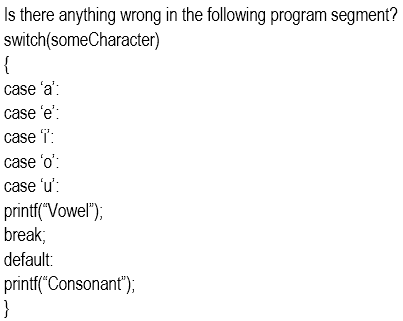 Is there anything wrong in the following program segment?
switch(someCharacter)
{
case ‘a’:
case ‘e’:
case ‘i’:
case ‘o’:
case ‘u’:
printf(“Vowel”);
break;
default:
printf(“Consonant”);
}